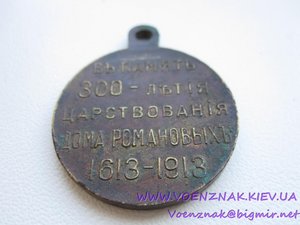 ВЪ ПАМЯТЬ
300-ЛѢТІЯ
ЦАРСТВОВАНІЯ
ДОМА РОМАНОВЫХЪ
1613-1913
WWW.VOENZNAK.KIEV.UA
Voenznak@bigmir.net